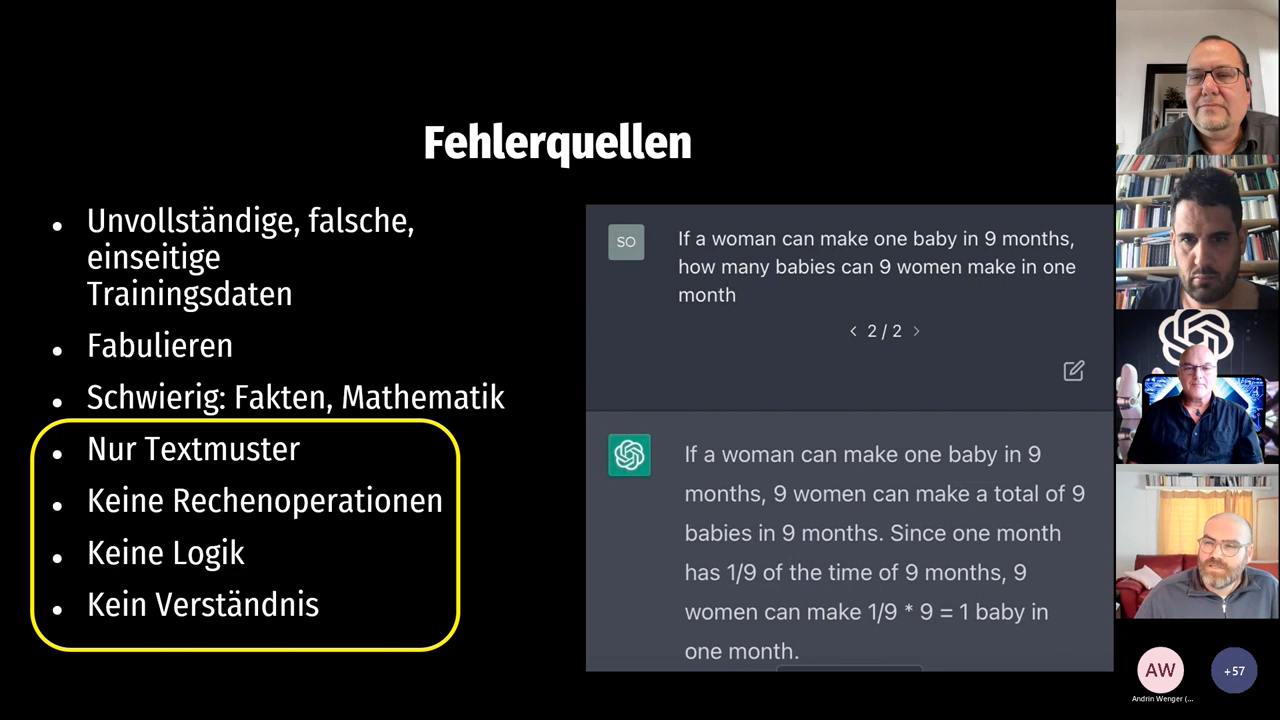 Fehlerquellen
Unvollständige, falsche,
einseitige
Trainingsdaten
Fabulieren
Schwierig: Fakten, Mathematik
Nur Textmuster
Keine Rechenoperationen
Keine Logik
Kein Verständnis
SO
If a woman can make one baby in 9 months,
how many babies can 9 women make in one
month
< 2 / 2 >
If a woman can make one baby in 9
months, 9 women can make a total of 9
babies in 9 months. Since one month
has 1/9 of the time of 9 months, 9
women can make 1/9 * 9 = 1 baby in
one month.
AW
+57
Andrin Wenger (...